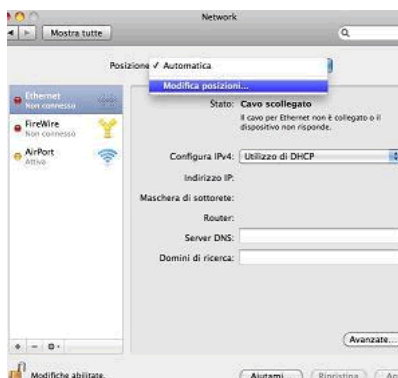 Network
Mostra tutte
Posizione ✓ Automatica
Modifica posizioni...
Ethernet
Non connesso
FireWire
Non connesso
AirPort
Attivo
Stato: Cavo scollegato
Il cavo per Ethernet non è collegato o il
dispositivo non risponde.
Configura IPv4: Utilizzo di DHCP
Indirizzo IP:
Maschera di sottorete:
Router:
Server DNS:
Domini di ricerca:
Avanzate...
Modifiche abilitate.
Aiutami...
Ripristina